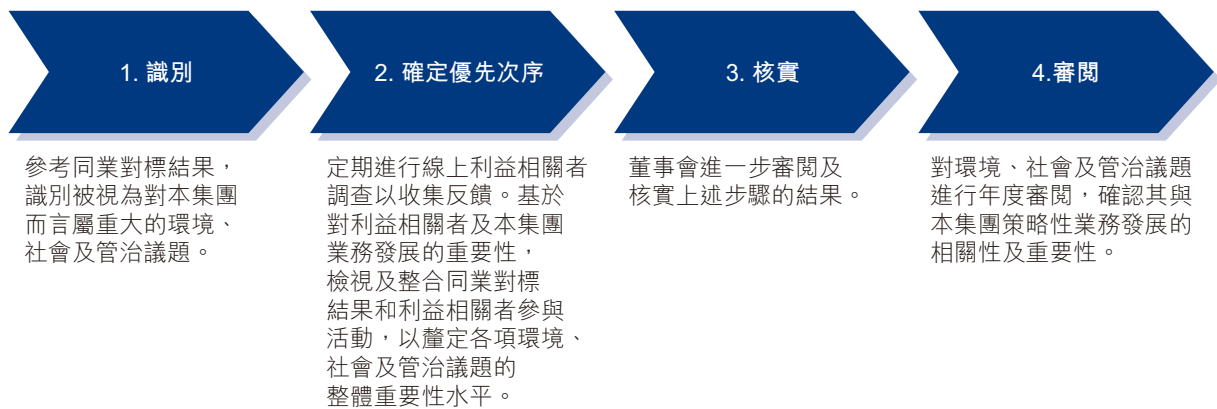 1. 識別
參考同業對標結果，
識別被視為對本集團
而言屬重大的環境、
社會及管治議題。
2. 確定優先次序
定期進行線上利益相關者
調查以收集反饋。基於
對利益相關者及本集團
業務發展的重要性，
檢視及整合同業對標
結果和利益相關者參與
活動，以釐定各項環境、
社會及管治議題的
整體重要性水平。
3. 核實
董事會進一步審閱及
核實上述步驟的結果。
4.審閱
對環境、社會及管治議題
進行年度審閱，確認其與
本集團策略性業務發展的
相關性及重要性。